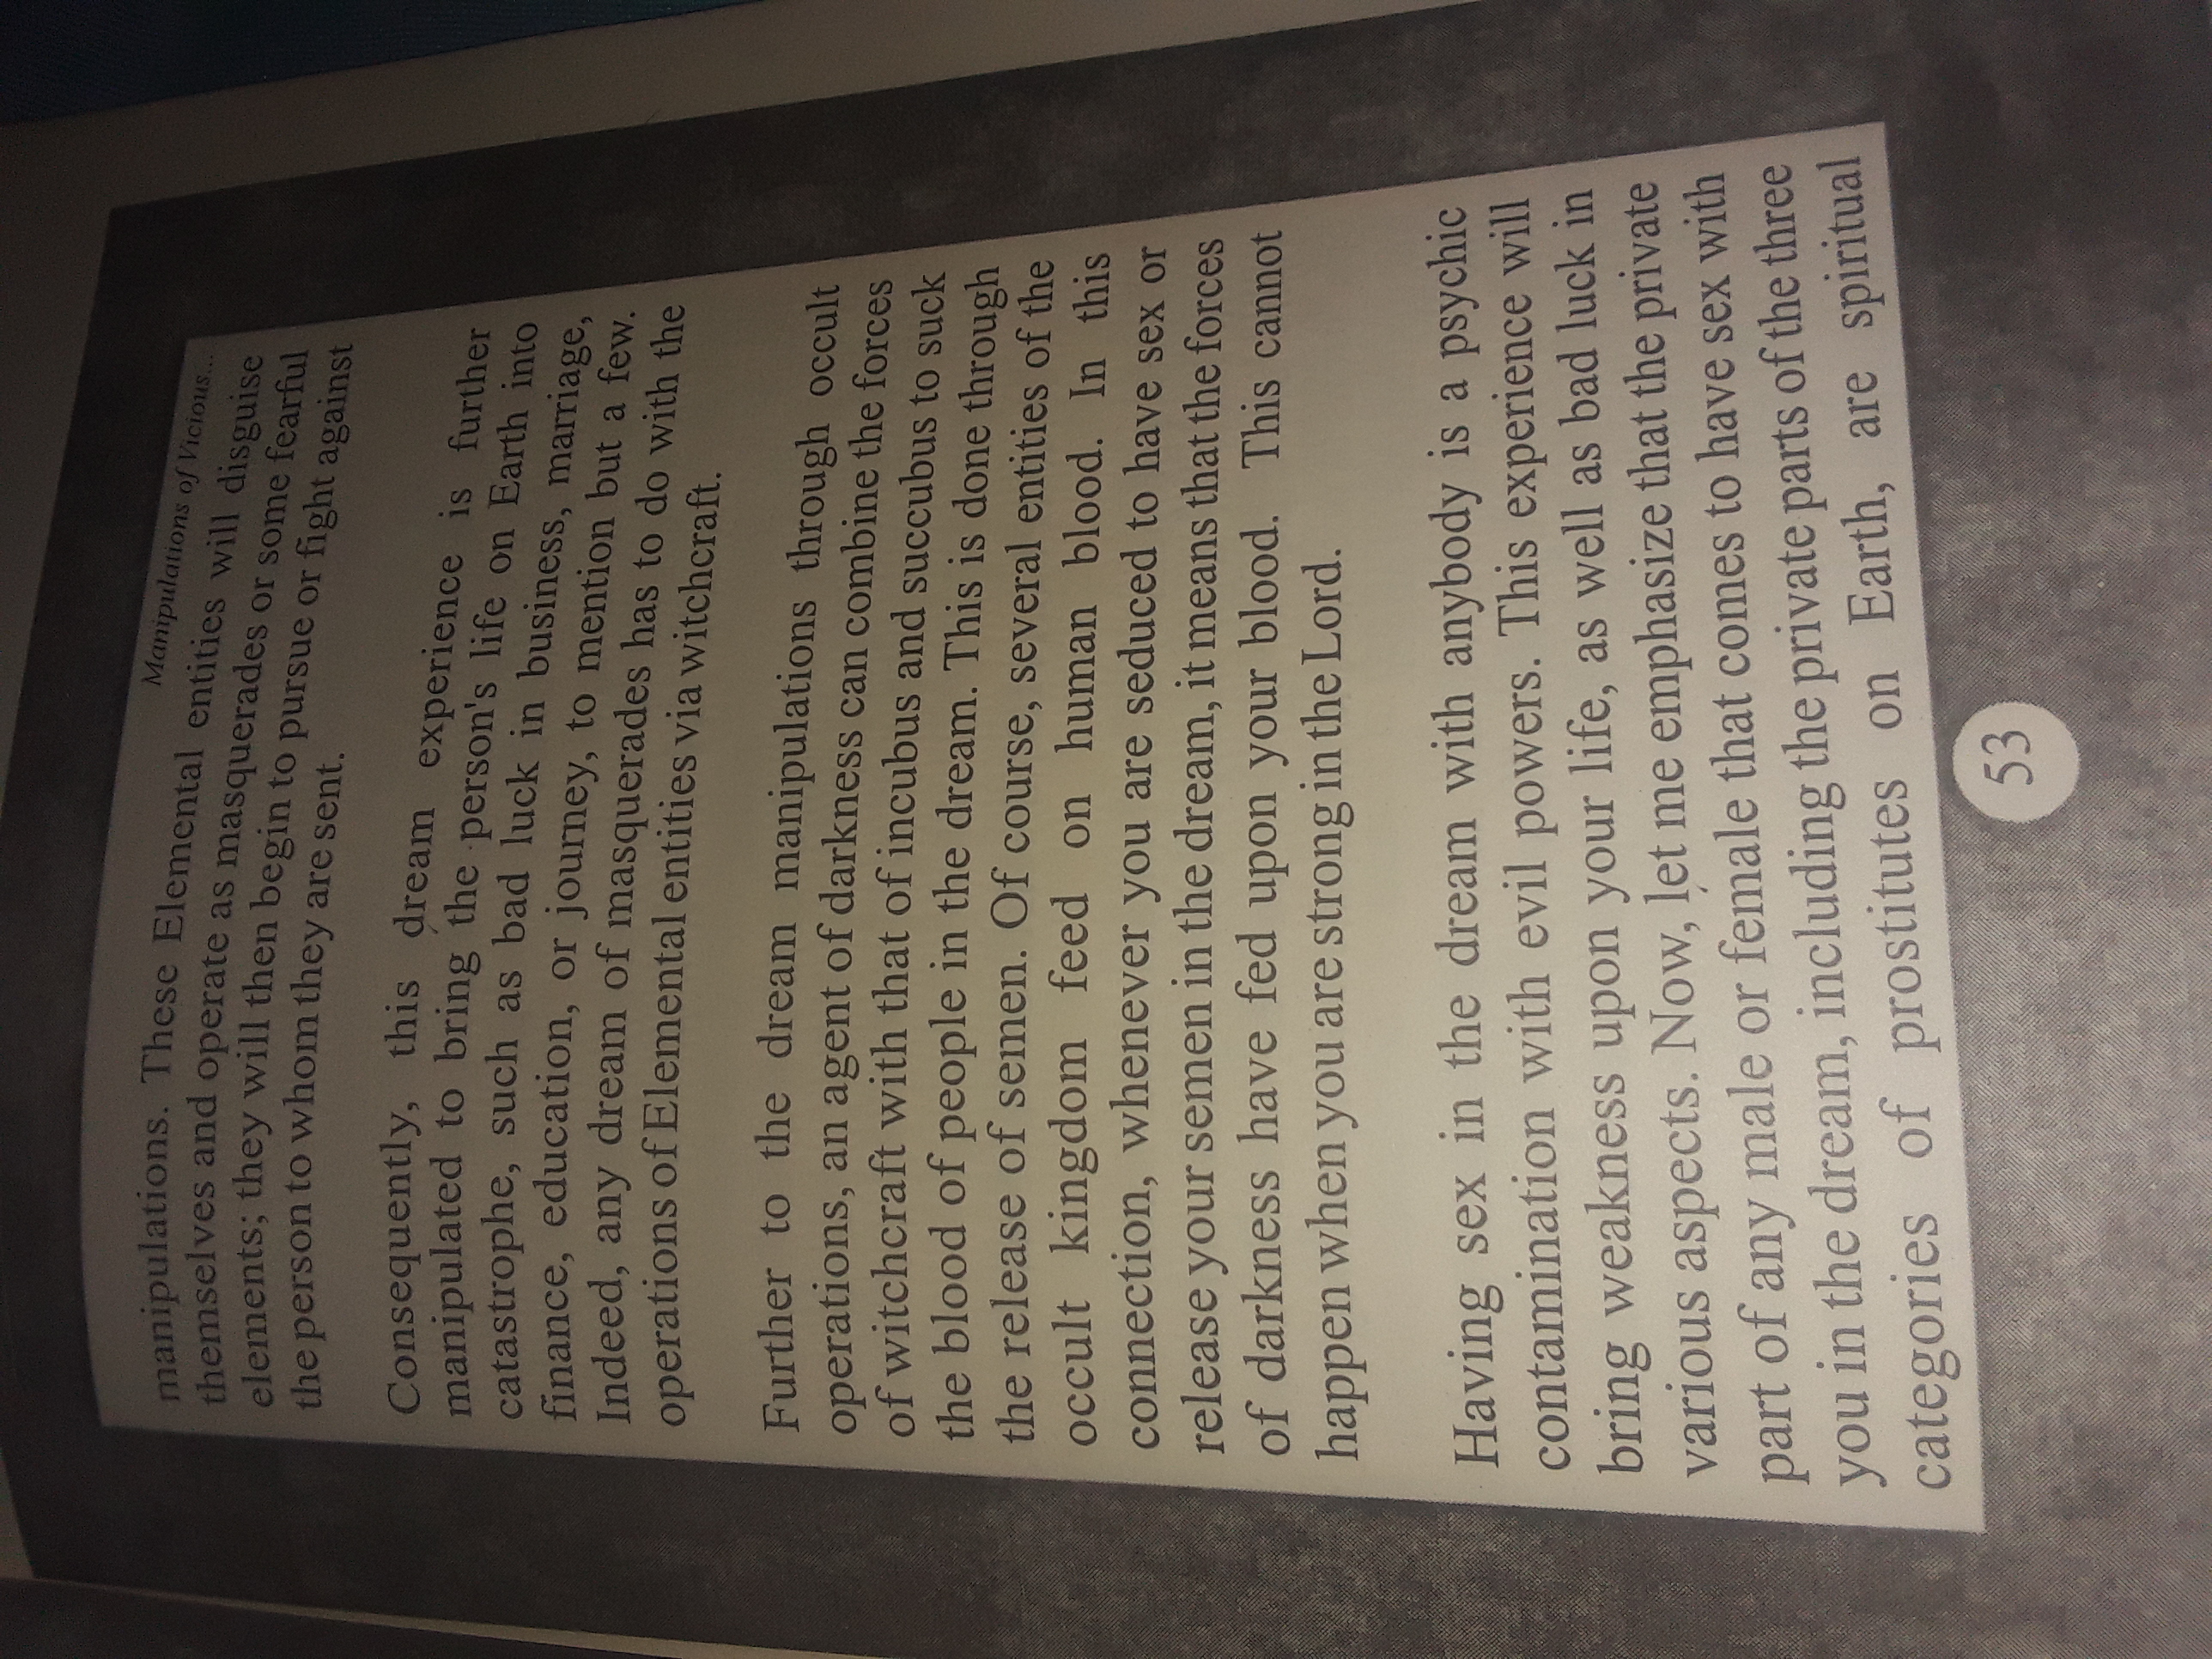 Manipulations of Vicious...
manipulations. These Elemental entities will disguise
themselves and operate as masquerades or some fearful
elements; they will then begin to pursue or fight against
the person to whom they are sent.
Consequently, this dream experience is further
manipulated to bring the person's life on Earth into
catastrophe, such as bad luck in business, marriage,
finance, education, or journey, to mention but a few.
Indeed, any dream of masquerades has to do with the
operations of Elemental entities via witchcraft.
Further to the dream manipulations through occult
operations, an agent of darkness can combine the forces
of witchcraft with that of incubus and succubus to suck
the blood of people in the dream. This is done through
the release of semen. Of course, several entities of the
occult kingdom feed on human blood. In this
connection, whenever you are seduced to have sex or
release your semen in the dream, it means that the forces
of darkness have fed upon your blood. This cannot
happen when you are strong in the Lord.
Having sex in the dream with anybody is a psychic
contamination with evil powers. This experience will
bring weakness upon your life, as well as bad luck in
various aspects. Now, let me emphasize that the private
part of any male or female that comes to have sex with
you in the dream, including the private parts of the three
categories of prostitutes on Earth, are spiritual
53